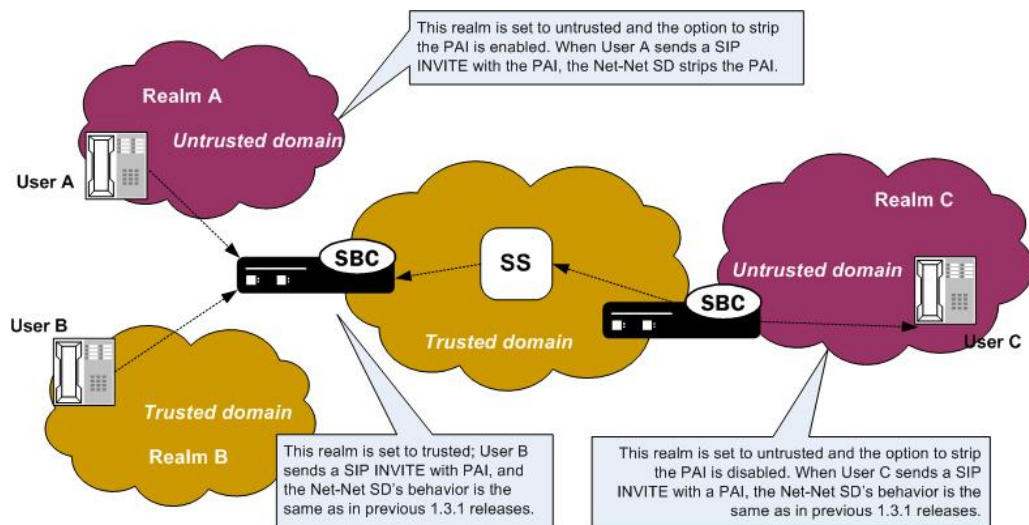 This realm is set to untrusted and the option to strip
the PAI is enabled. When User A sends a SIP
INVITE with the PAI, the Net-Net SD strips the PAI.
Realm A
Untrusted domain
User A
Realm C
SBC
SS
Untrusted domain
SBC
User B
Trusted domain
User C
Trusted domain
Realm B
This realm is set to trusted; User B
sends a SIP INVITE with PAI, and
the Net-Net SD's behavior is the
same as in previous 1.3.1 releases.
This realm is set to untrusted and the option to strip
the PAI is disabled. When User C sends a SIP
INVITE with a PAI, the Net-Net SD's behavior is the
same as in previous 1.3.1 releases.